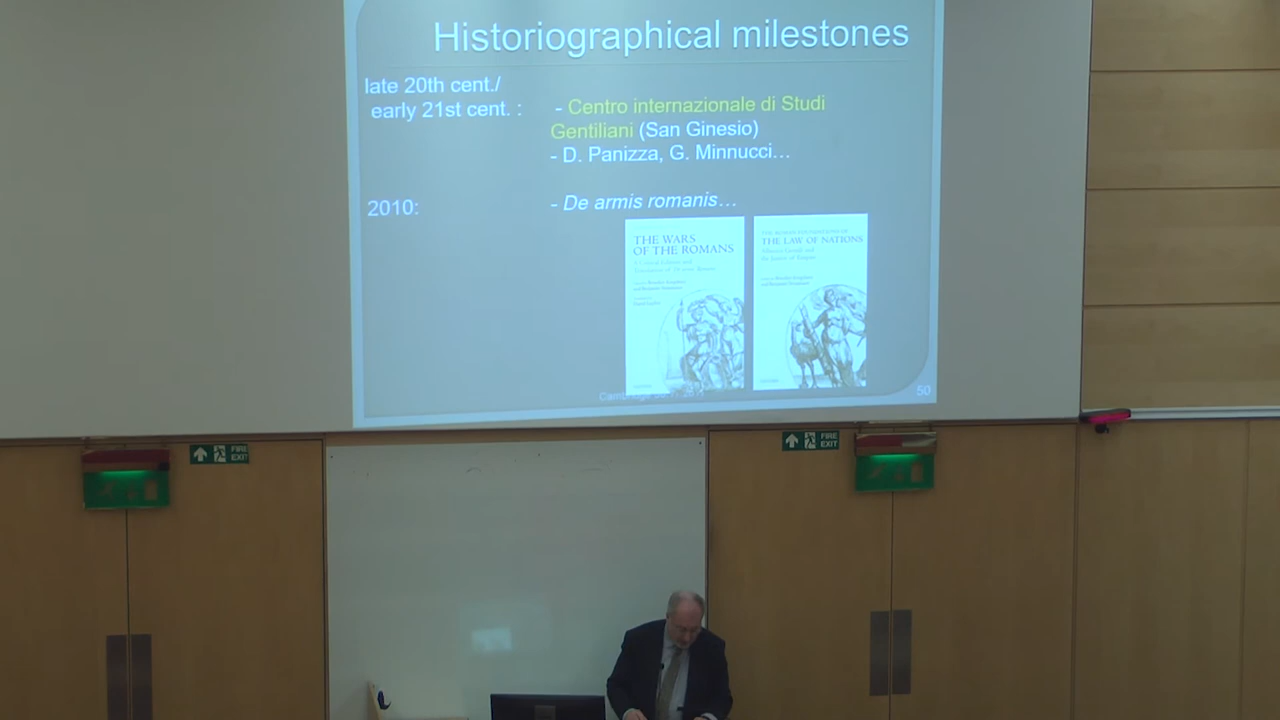 Historiographical milestones
late 20th cent./
early 21st cent. :
- Centro internazionale di Studi
Gentiliani (San Ginesio)
- D. Panizza, G. Minnucci...
2010:
- De armis romanis...
THE WARS
OF THE ROMANS
THE LAW OF NATIONS
50
FIRE
EXIT
FIRE
EXIT